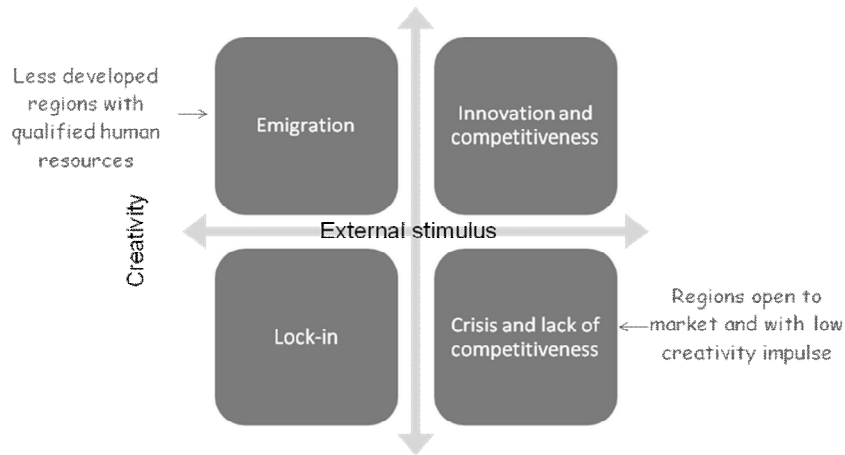 Less developed
regions with
qualified human
resources
Emigration
Innovation and
competitiveness
Creativity
External stimulus
Lock-in
Crisis and lack of
competitiveness
Regions open to
market and with low
creativity impulse